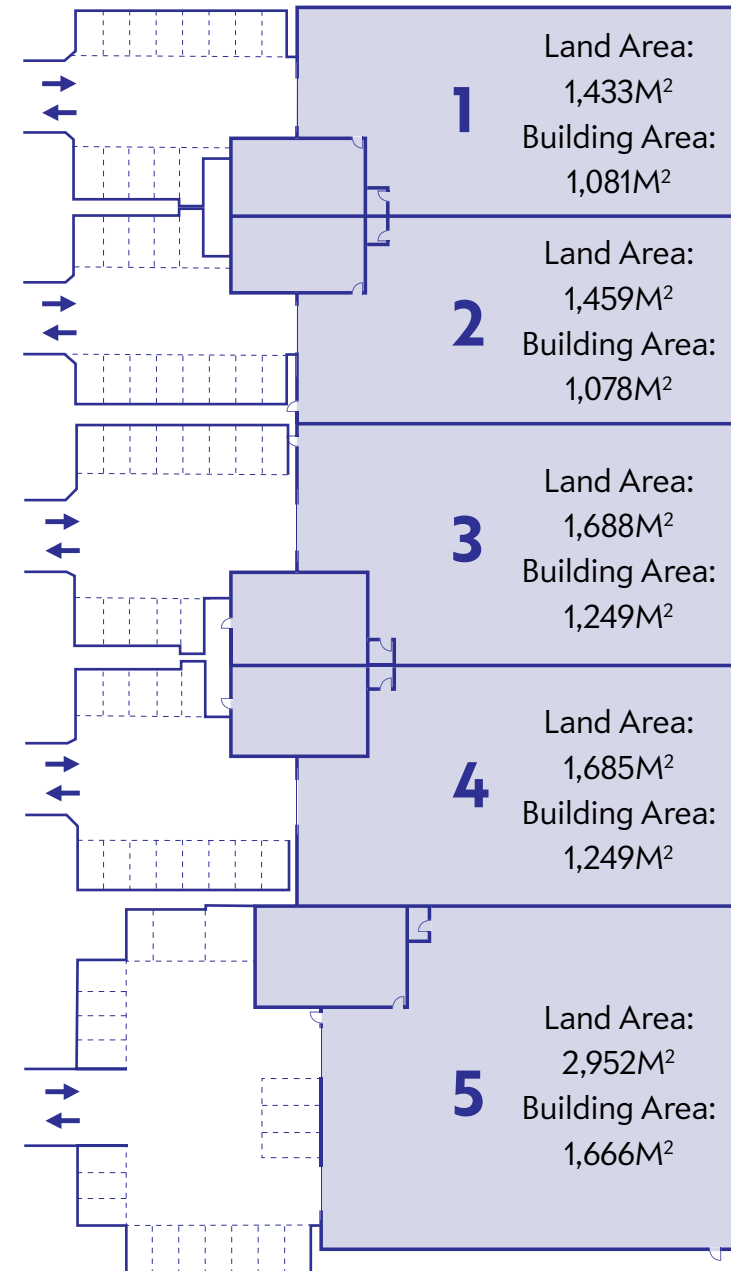 1
Land Area:
1,433M²
Building Area:
1,081M²
2
Land Area:
1,459M²
Building Area:
1,078M²
3
Land Area:
1,688M²
Building Area:
1,249M²
4
Land Area:
1,685M²
Building Area:
1,249M²
5
Land Area:
2,952M²
Building Area:
1,666M²